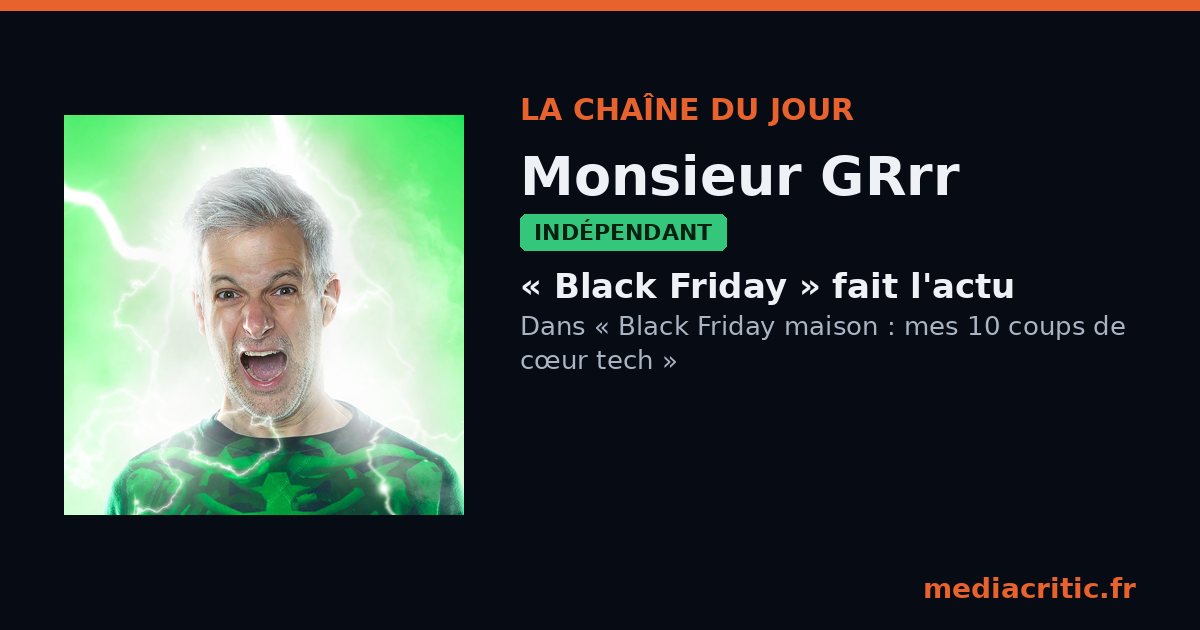 LA CHAÎNE DU JOUR
Monsieur GRrr
INDÉPENDANT
« Black Friday » fait l'actu
Dans « Black Friday maison : mes 10 coups de
cœur tech »
mediacritic.fr